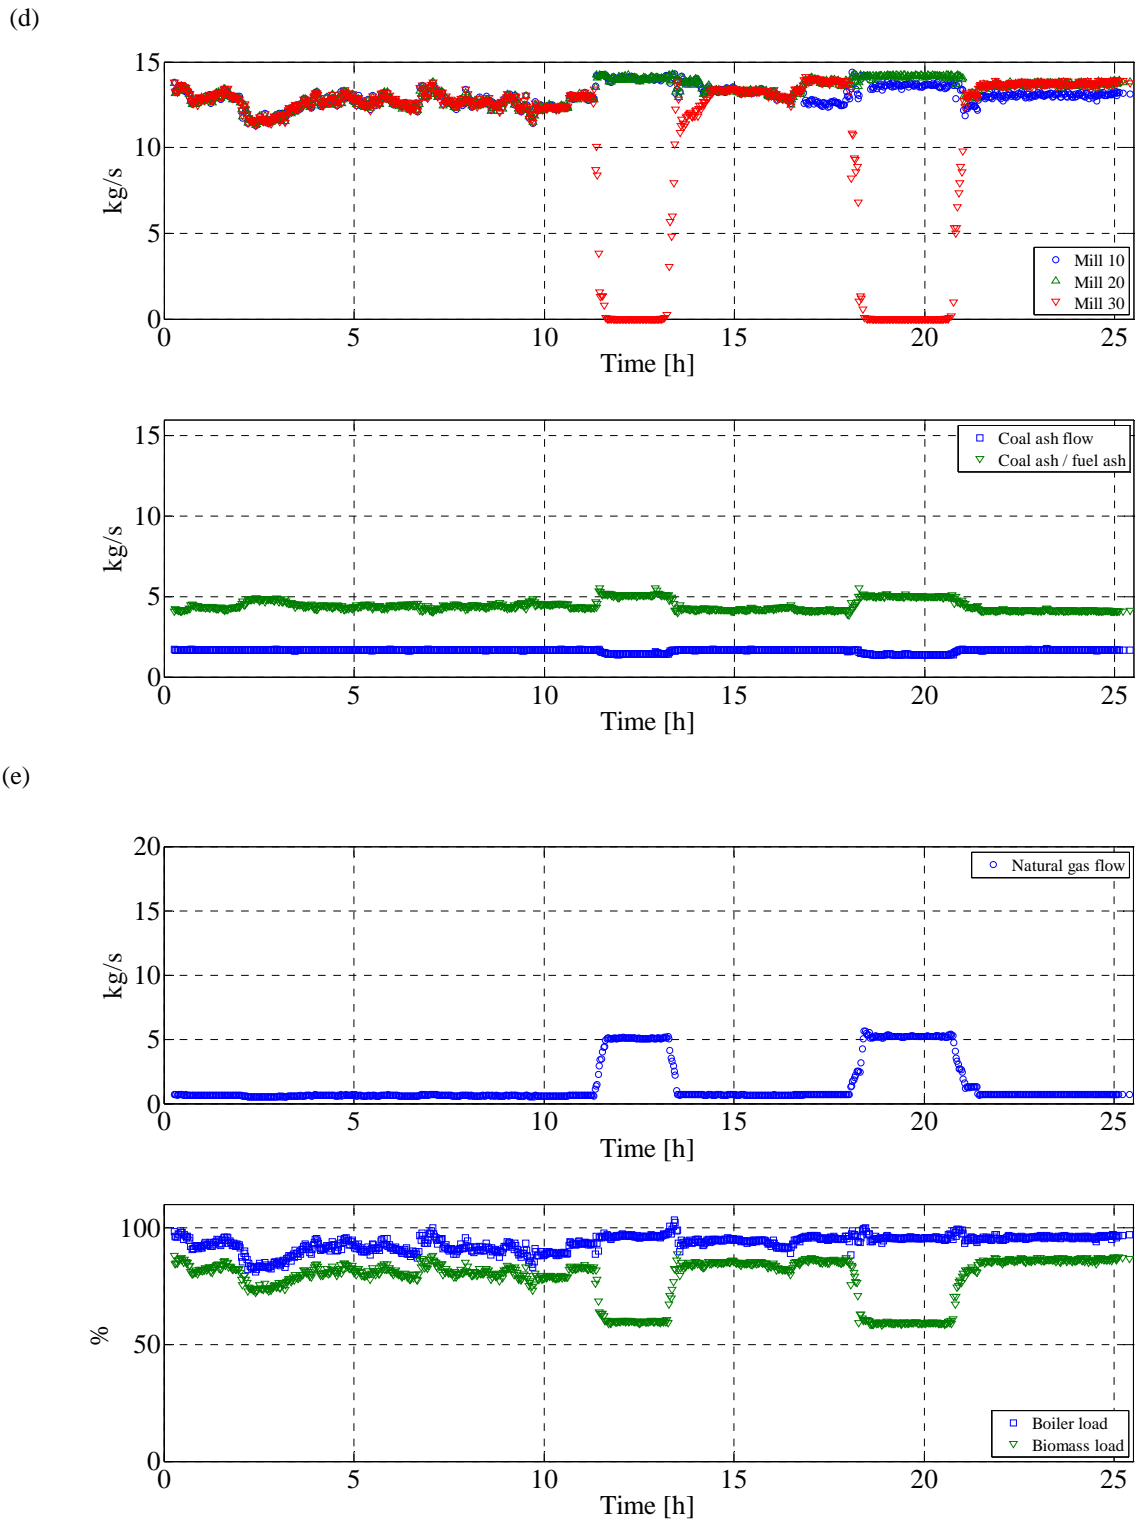 (d)
15
10
5
0
kg/s
Mill 10
Mill 20
Mill 30
0 5 10 15 20 25
Time [h]
15
10
5
0
kg/s
Coal ash flow
Coal ash / fuel ash
0 5 10 15 20 25
Time [h]
(e)
20
15
10
5
0
kg/s
Natural gas flow
0 5 10 15 20 25
Time [h]
100
50
0
%
Boiler load
Biomass load
0 5 10 15 20 25
Time [h]